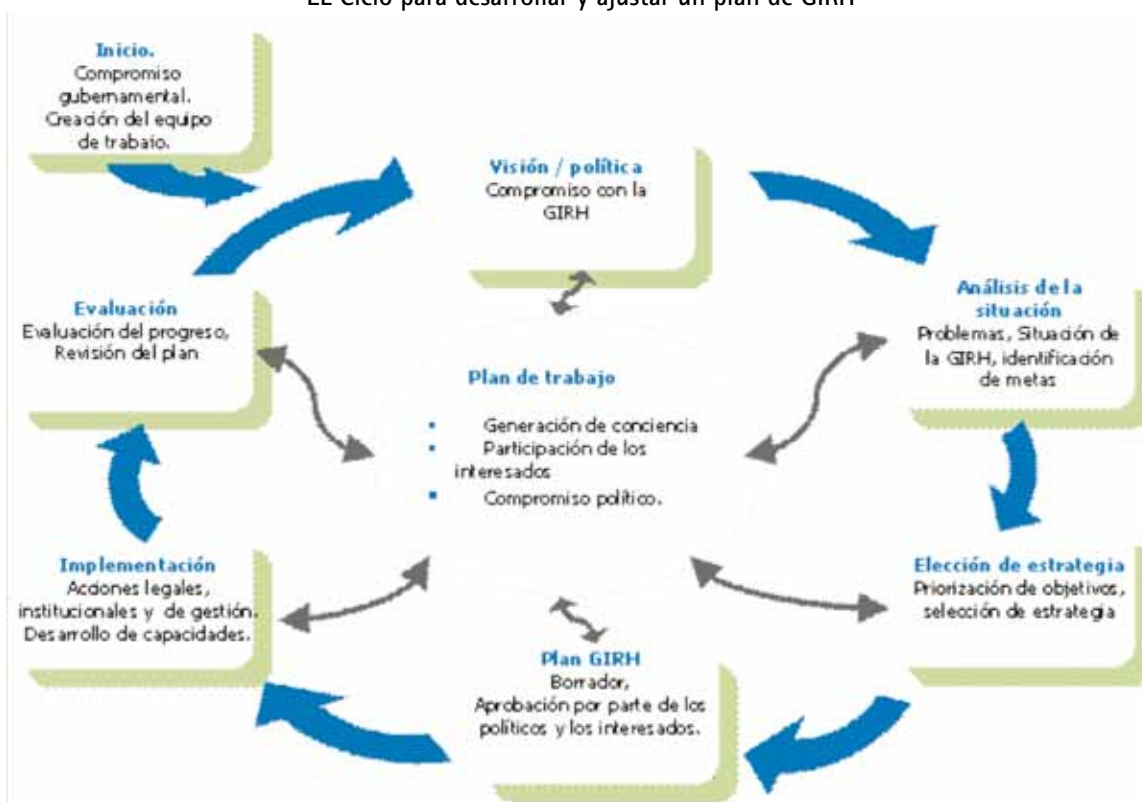 EL Ciclo para desarrollar y ajustar un plan de GIRH
Inicio.
Compromiso
gubernamental.
Creación del equipo
de trabajo.
Visión / política
Compromiso con la
GIRH
Análisis de la
situación
Problemas, Situación de
la GIRH, identificación
de metas
Elección de estrategia
Priorización de objetivos,
selección de estrategia
Plan GIRH
Borrador,
Aprobación por parte de los
políticos y los interesados.
Implementación
Acciones legales,
institucionales y de gestión.
Desarrollo de capacidades.
Evaluación
Evaluación del progreso,
Revisión del plan
Plan de trabajo
▪ Generación de conciencia
▪ Participación de los
interesados
▪ Compromiso político.